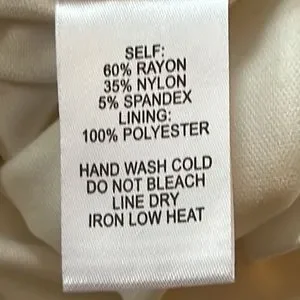 SELF:
60% RAYON
35% NYLON
5% SPANDEX
LINING:
100% POLYESTER
HAND WASH COLD
DO NOT BLEACH
LINE DRY
IRON LOW HEAT